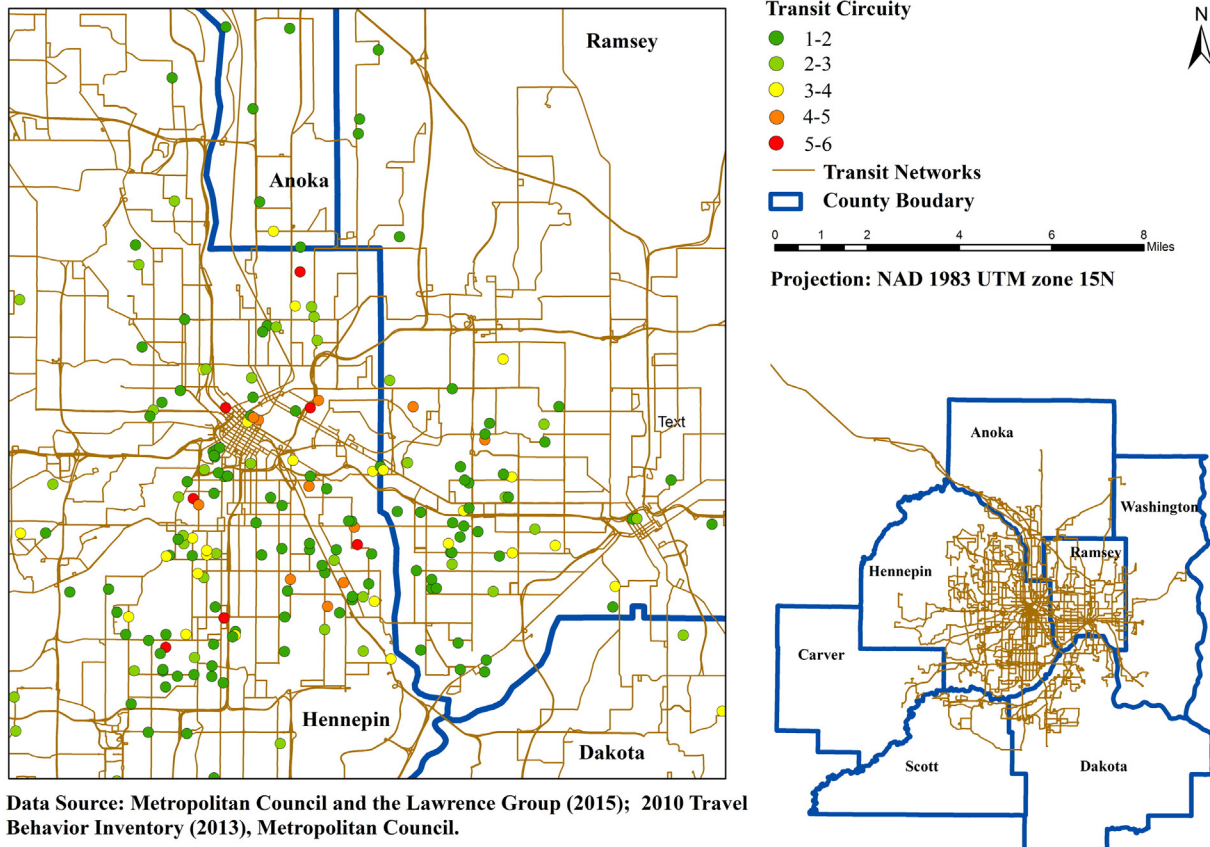 Ramsey
Anoka
Text
Hennepin
Dakota
Data Source: Metropolitan Council and the Lawrence Group (2015);  2010 Travel
Behavior Inventory (2013), Metropolitan Council.
Transit Circuity
1-2
2-3
3-4
4-5
5-6
Transit Networks
County Boudary
N
0 1 2 4 6 8
Miles
Projection: NAD 1983 UTM zone 15N
Anoka
Washington
Ramsey
Hennepin
Carver
Scott
Dakota